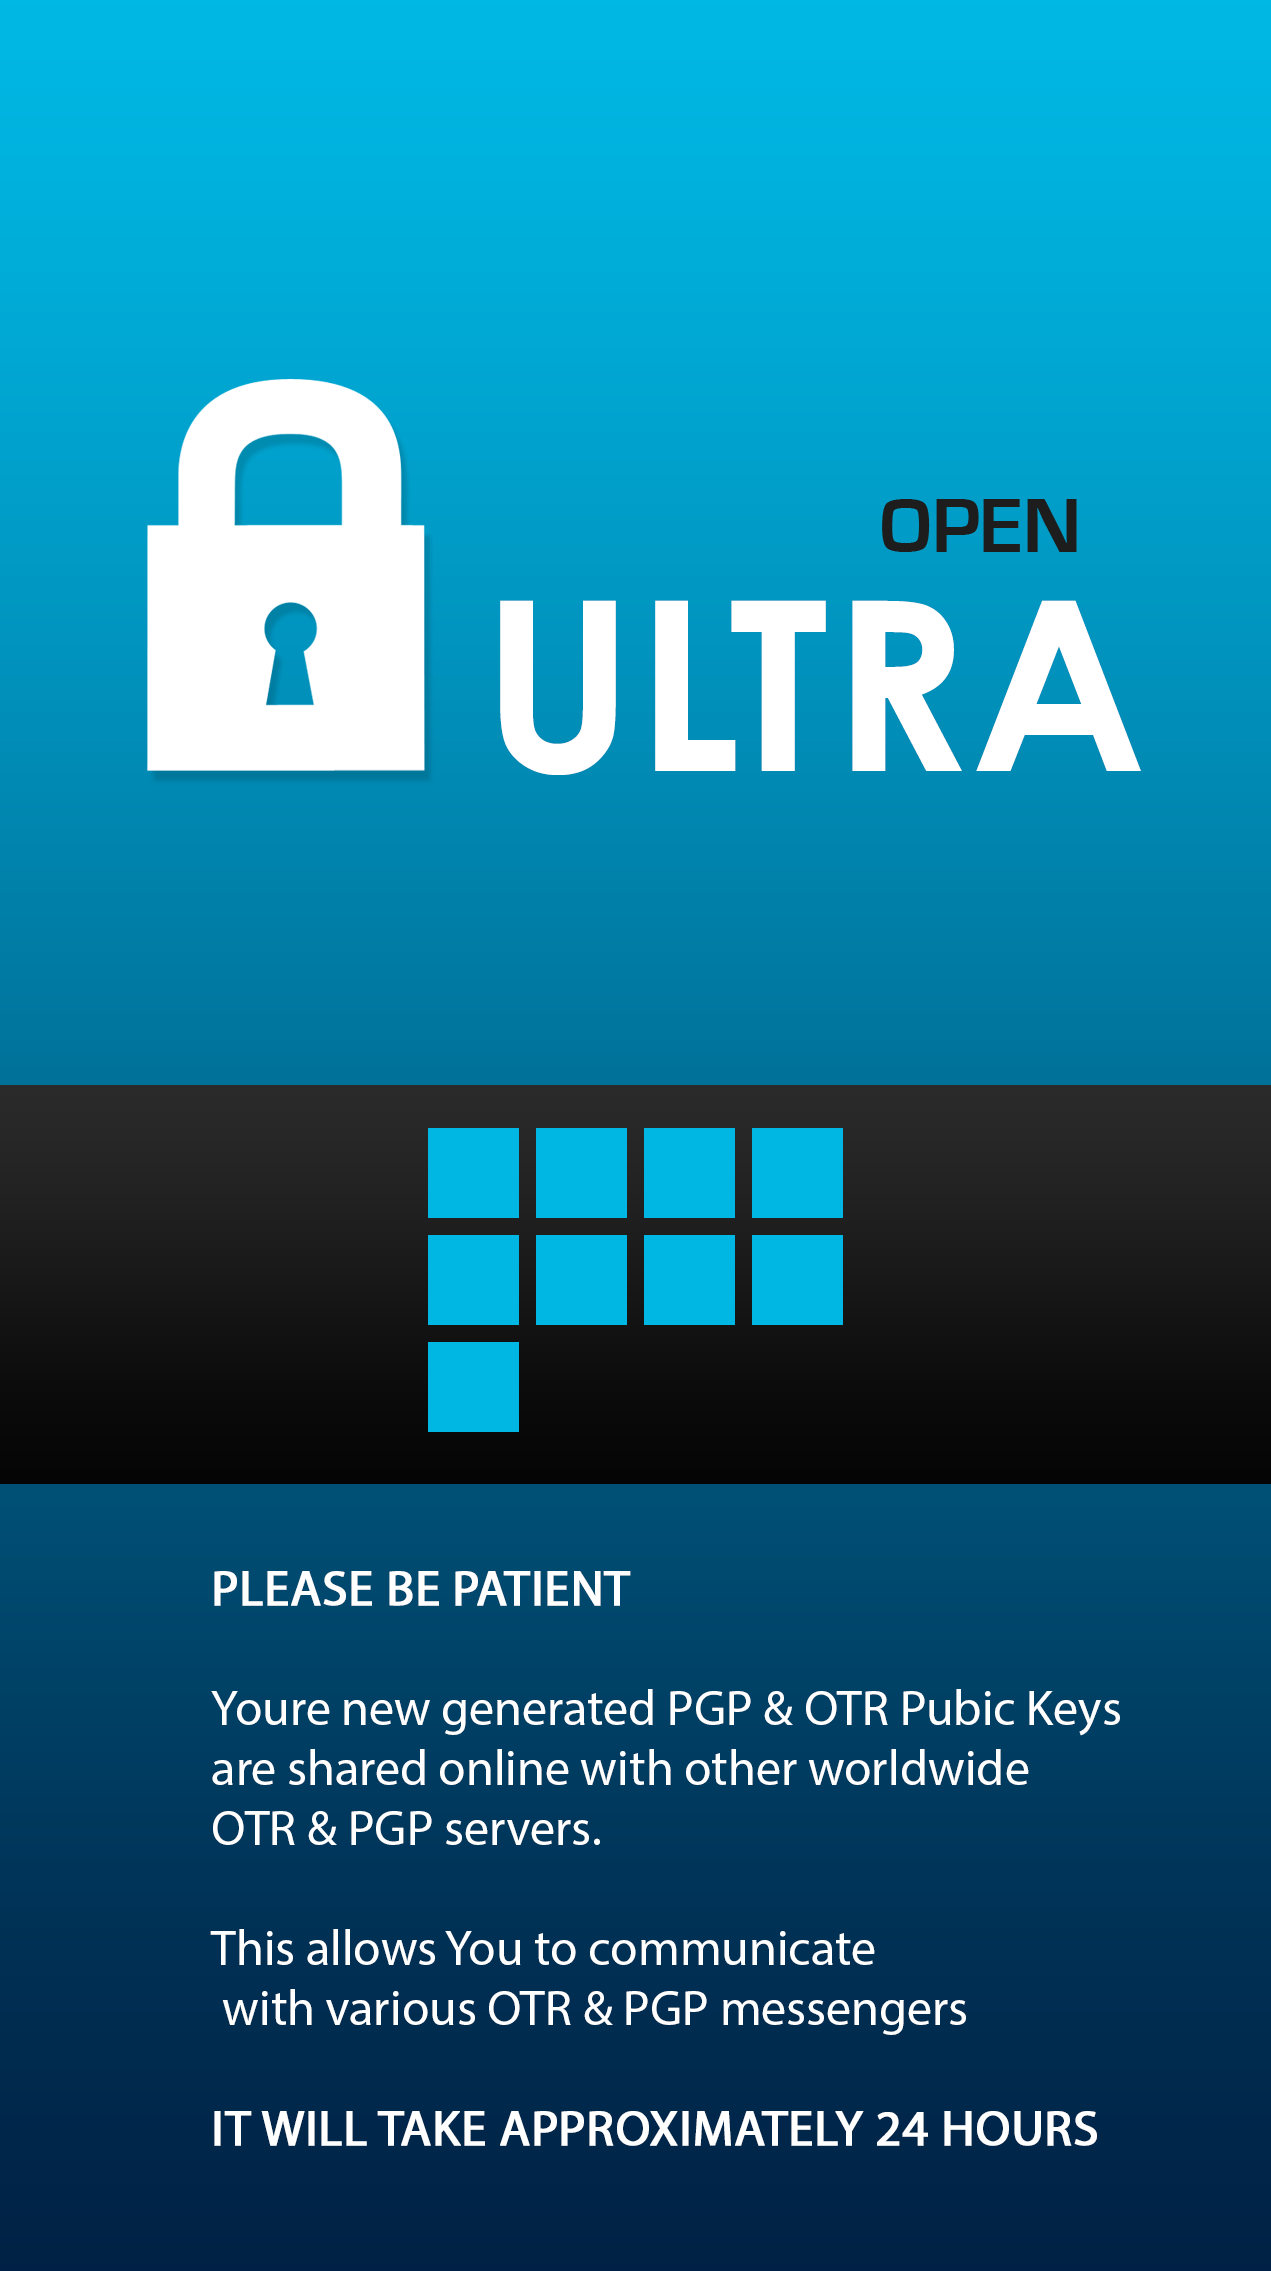 OPEN
ULTRA
PLEASE BE PATIENT
Youre new generated PGP & OTR Pubic Keys
are shared online with other worldwide
OTR & PGP servers.
This allows You to communicate
with various OTR & PGP messengers
IT WILL TAKE APPROXIMATELY 24 HOURS